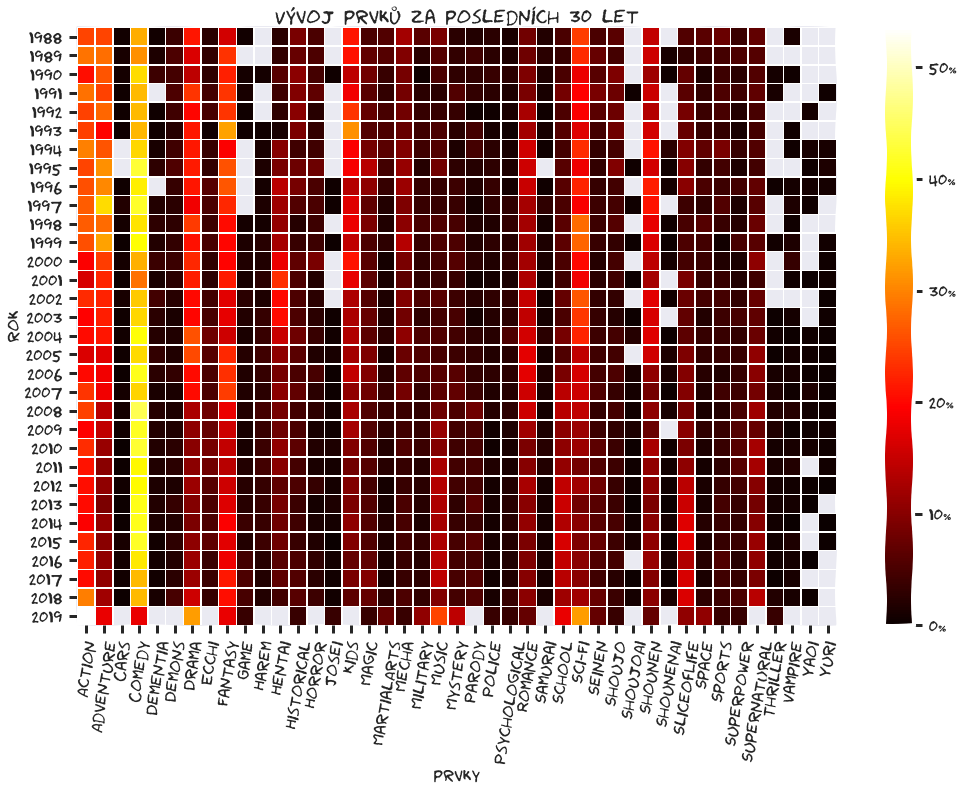 VÝVOJ PRVKŮ ZA POSLEDNÍCH 30 LET
1988
1989
1990
1991
1992
1993
1994
1995
1996
1997
1998
1999
2000
2001
2002
2003
2004
2005
2006
2007
2008
2009
2010
2011
2012
2013
2014
2015
2016
2017
2018
2019
ROK
ACTION
ADVENTURE
CARS
COMEDY
DEMENTIA
DEMONS
DRAMA
ECCHI
FANTASY
GAME
HAREM
HENTAI
HISTORICAL
HORROR
JOSEI
KIDS
MAGIC
MARTIALARTS
MECHA
MILITARY
MUSIC
MYSTERY
PARODY
POLICE
PSYCHOLOGICAL
ROMANCE
SAMURAI
SCHOOL
SCI-FI
SEINEN
SHOUJO
SHOUJOAI
SHOUNEN
SHOUNENAI
SLICEOFLIFE
SPACE
SPORTS
SUPERPOWER
SUPERNATURAL
THRILLER
VAMPIRE
YAOI
YURI
PRVKY
50%
40%
30%
20%
10%
0%